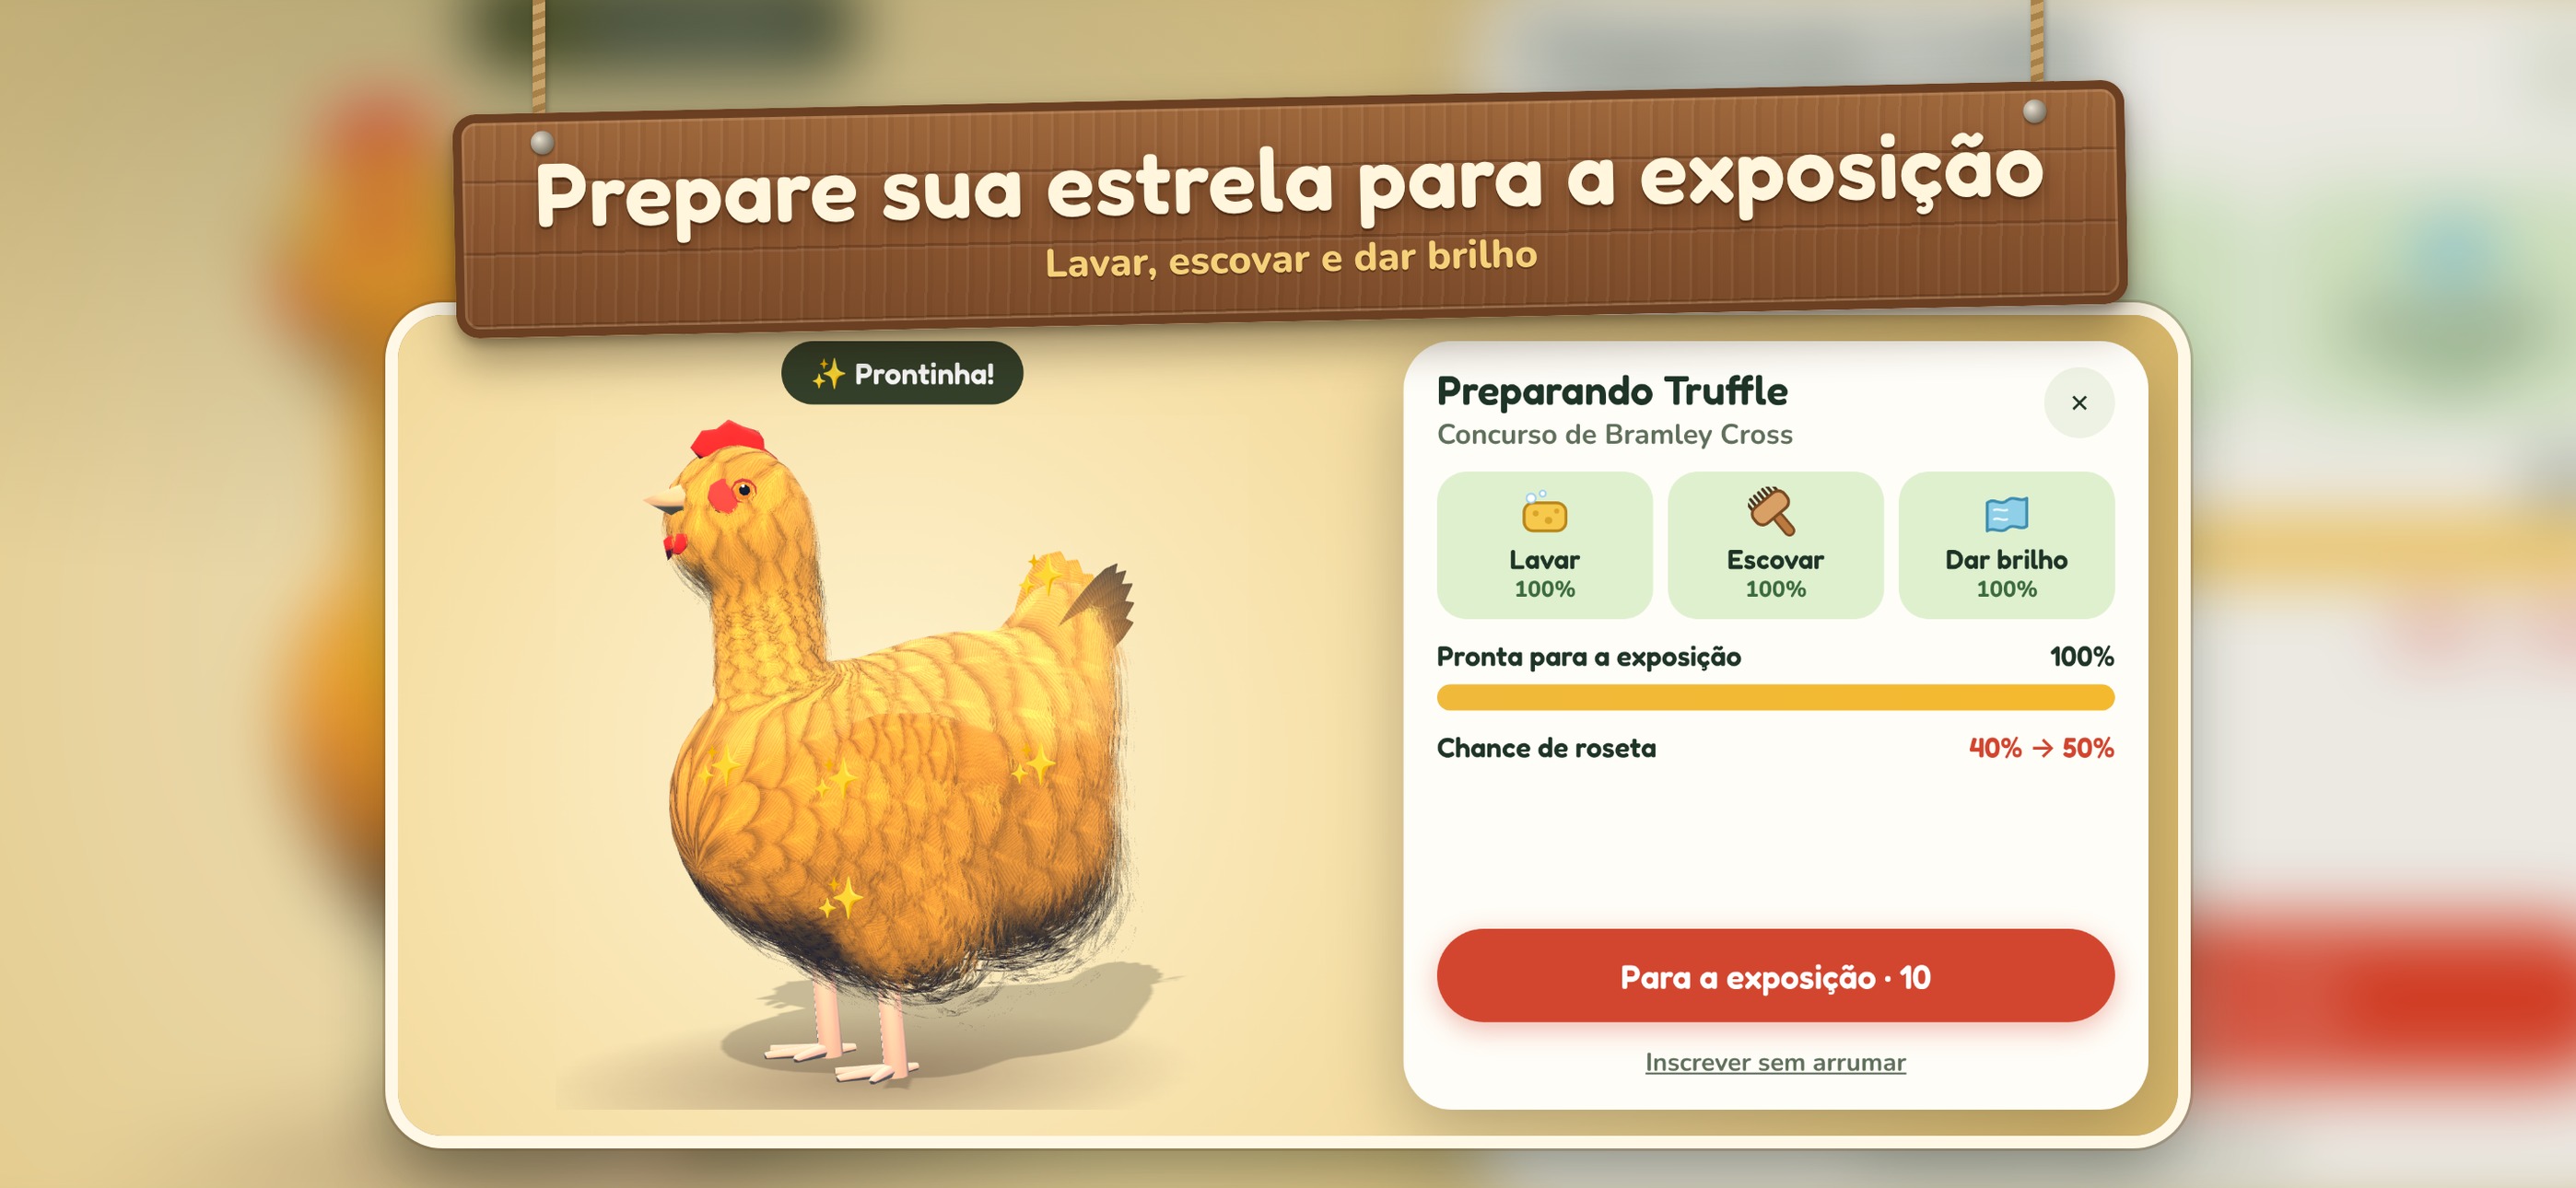 Prepare sua estrela para a exposição
Lavar, escovar e dar brilho
✨ Prontinha!
Preparando Truffle
×
Concurso de Bramley Cross
Lavar
100%
Escovar
100%
Dar brilho
100%
Pronta para a exposição 100%
Chance de roseta 40% → 50%
Para a exposição · 10
Inscrever sem arrumar